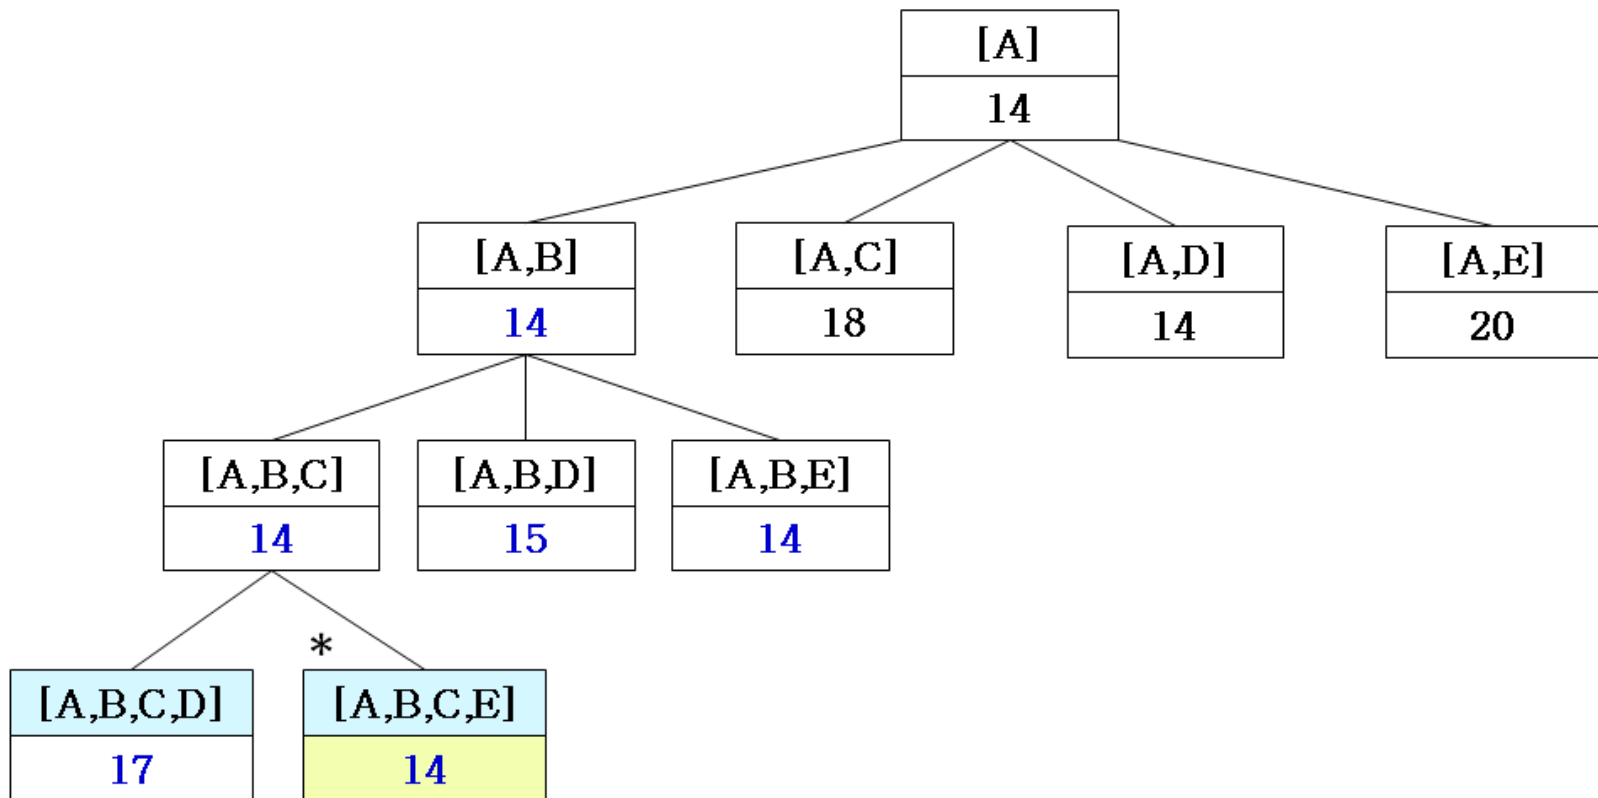 [A]
14
[A,B]
14
[A,C]
18
[A,D]
14
[A,E]
20
[A,B,C]
14
[A,B,D]
15
[A,B,E]
14
*
[A,B,C,D]
17
[A,B,C,E]
14